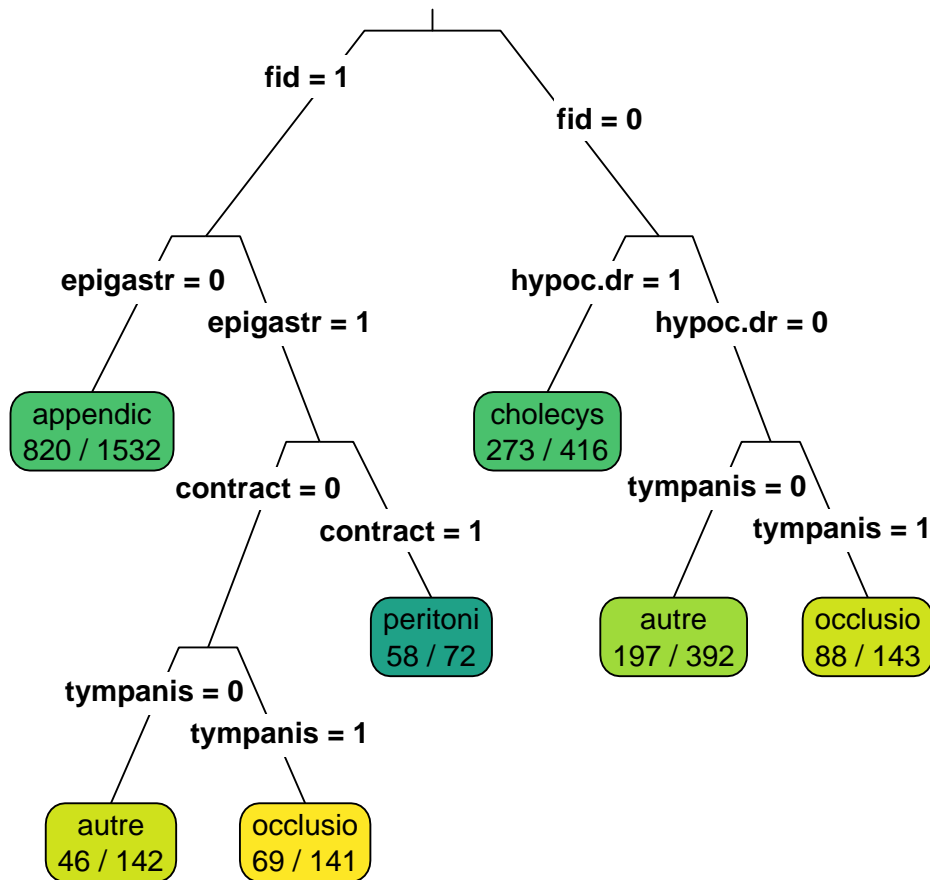 fid = 1
fid = 0
epigastr = 0
hypoc.dr = 1
epigastr = 1
hypoc.dr = 0
appendic
820 / 1532
cholecys
273 / 416
contract = 0
tympanis = 0
contract = 1
tympanis = 1
peritoni
58 / 72
autre
197 / 392
occlusio
88 / 143
tympanis = 0
tympanis = 1
autre
46 / 142
occlusio
69 / 141